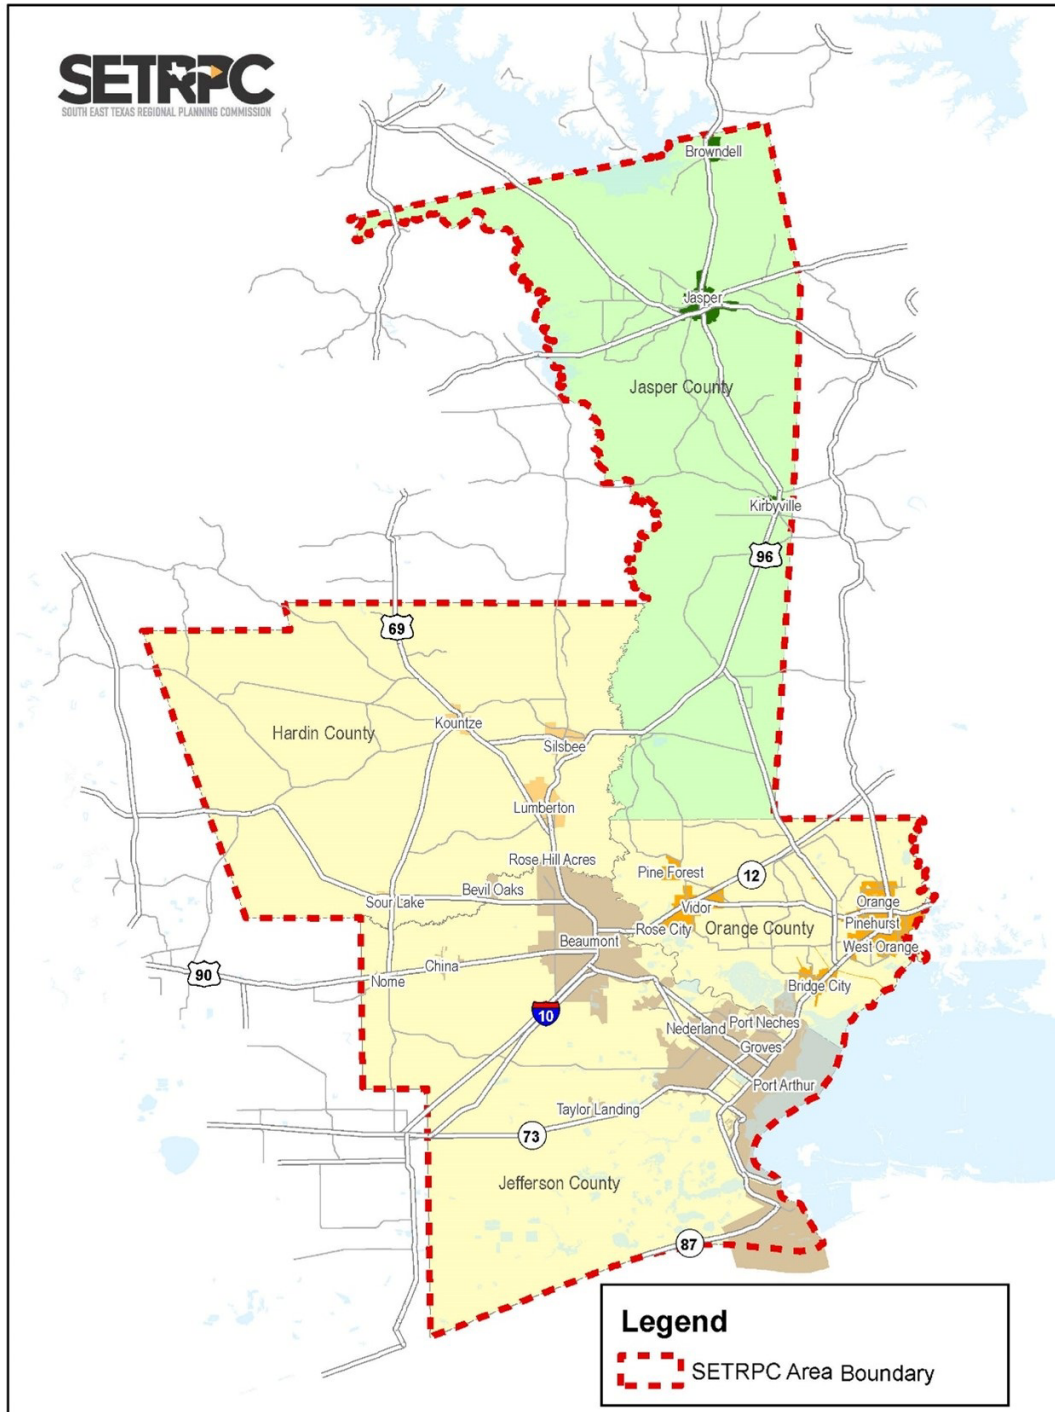 SETRPC
SOUTH EAST TEXAS REGIONAL PLANNING COMMISSION
Browndell
Jasper
Jasper County
Kirbyville
96
69
Hardin County
Kountze
Silsbee
Lumberton
Rose Hill Acres
Pine Forest
12
Bevil Oaks
Sour Lake
Vidor
Orange
Rose City
Orange County
Pinehurst
Beaumont
West Orange
China
90
Nome
Bridge City
10
Nederland
Port Neches
Groves
Port Arthur
Taylor Landing
73
Jefferson County
87
Legend
SETRPC Area Boundary